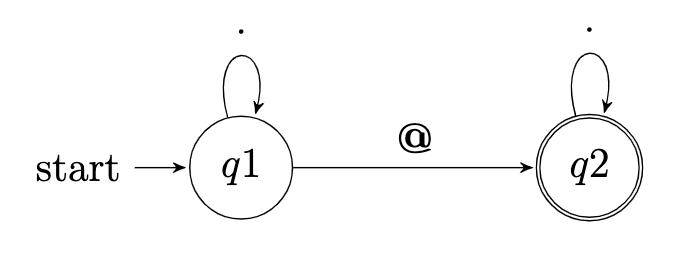 . .
@
start q1 q2